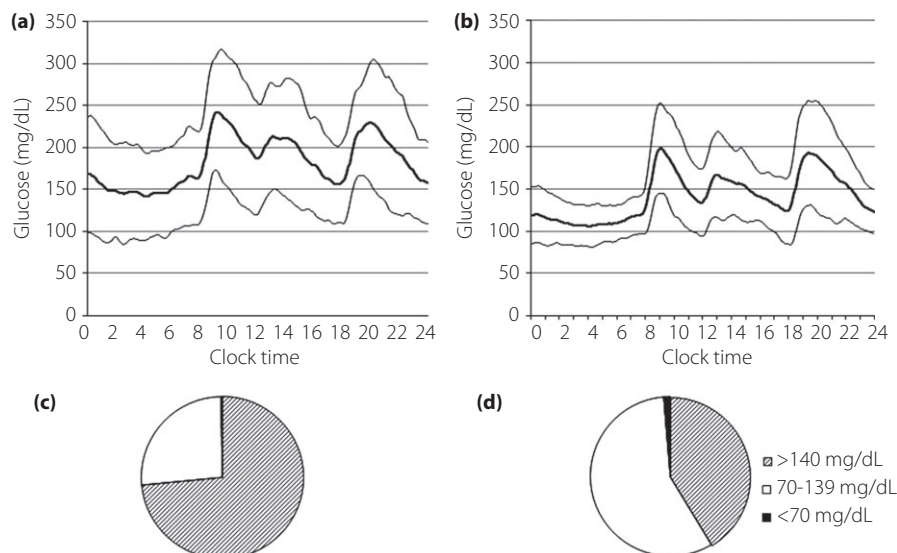 (a)
350
300
250
200
150
100
50
0
Glucose (mg/dL)
0 2 4 6 8 10 12 14 16 18 20 22 24
Clock time
(b)
350
300
250
200
150
100
50
0
Glucose (mg/dL)
0 2 4 6 8 10 12 14 16 18 20 22 24
Clock time
(c)
(d)
>140 mg/dL
70-139 mg/dL
<70 mg/dL